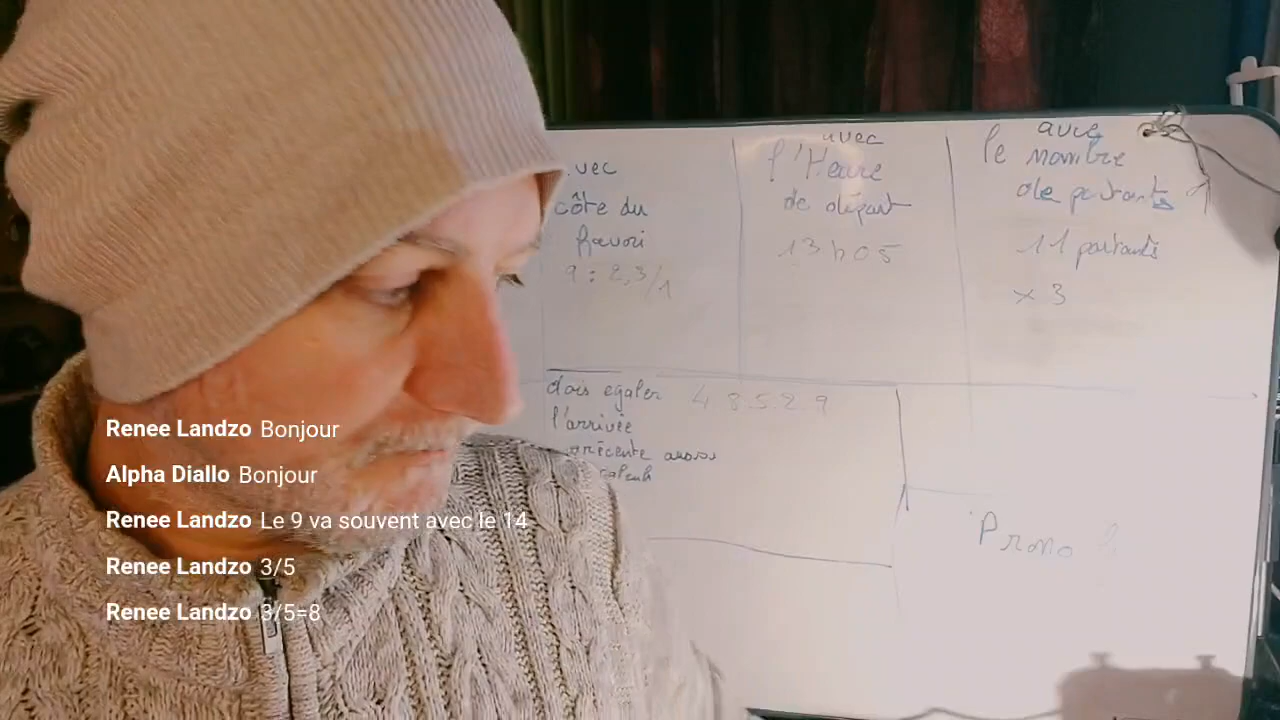 avec
côte du
favori
9 : 2,3/1
avec
l'Heure
de départ
13h05
avec
le nombre
de partants
11 partants
x 3
dois egaler
l'arrivée
4.8.5.2.9
Prono
Renee Landzo Bonjour
Alpha Diallo Bonjour
Renee Landzo Le 9 va souvent avec le 14
Renee Landzo 3/5
Renee Landzo 3/5=8